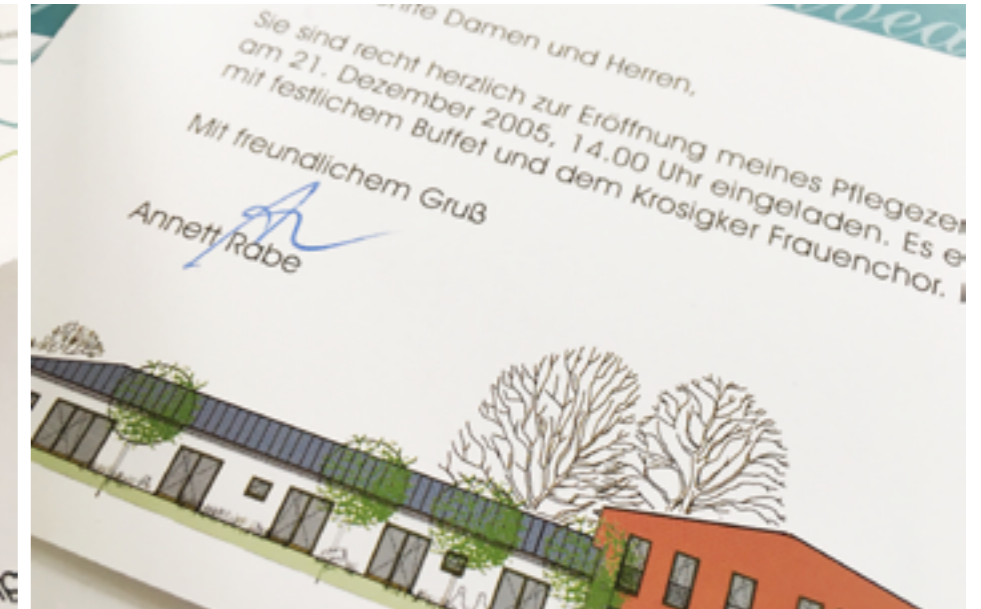 Damen und Herren,
Sie sind recht herzlich zur Eröffnung meines
am 21. Dezember 2005, 14.00 Uhr eingeladen. Es
mit festlichem Buffet und dem Krosigker Frauenchor.
Mit freundlichem Gruß
Annett Rabe